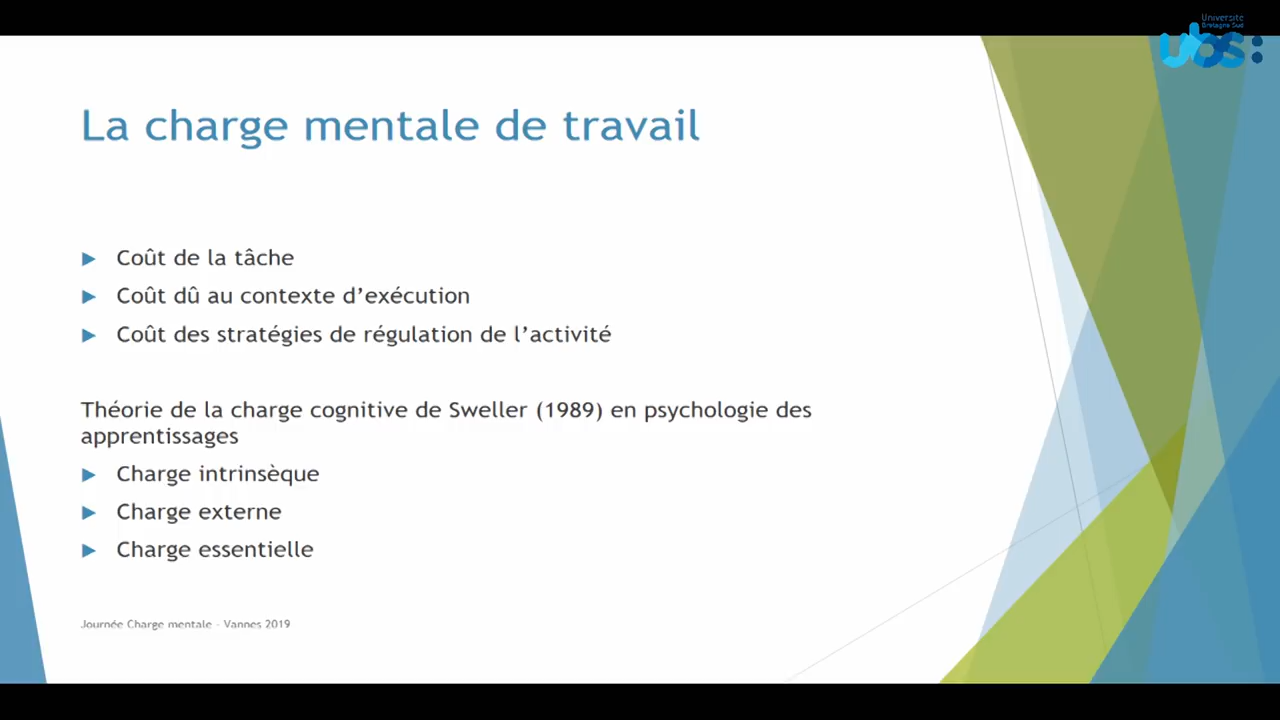 Université
Bretagne Sud
ubs:
La charge mentale de travail
Coût de la tâche
Coût dû au contexte d’exécution
Coût des stratégies de régulation de l’activité
Théorie de la charge cognitive de Sweller (1989) en psychologie des
apprentissages
Charge intrinsèque
Charge externe
Charge essentielle
Journée Charge mentale - Vannes 2019